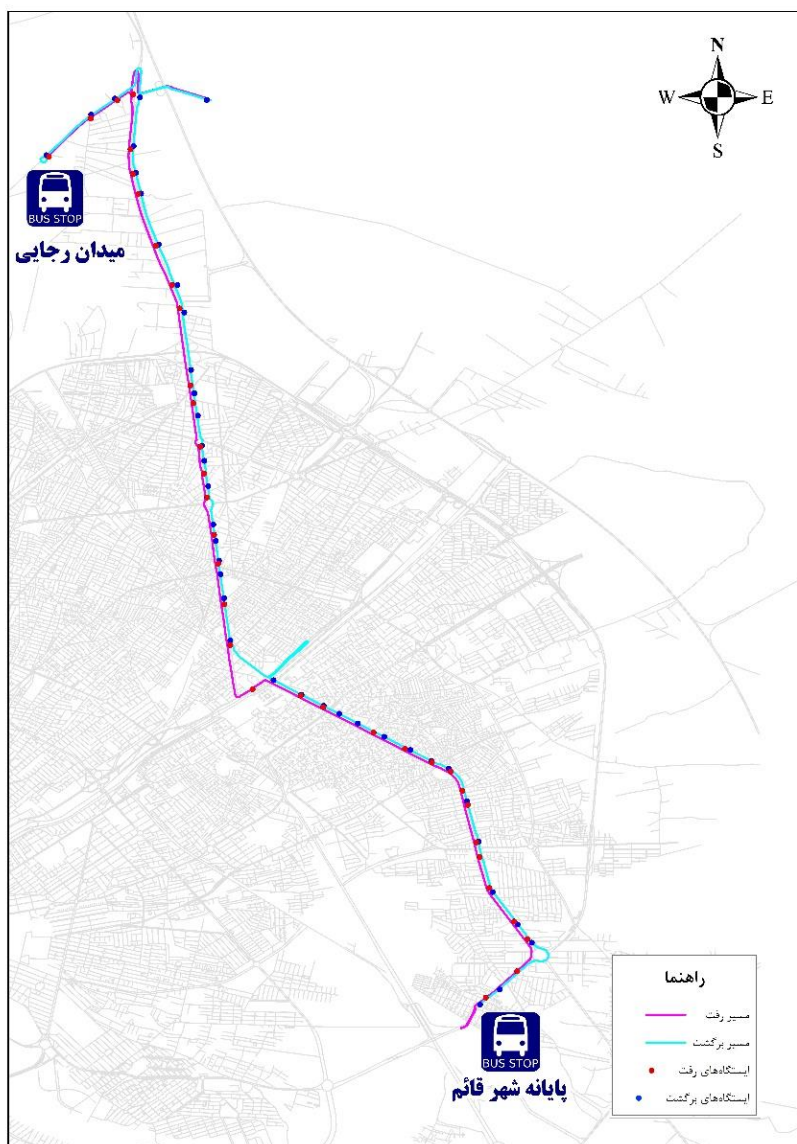 N
W E
S
BUS STOP
میدان رجایی
راهنما
مسیر رفت
مسیر برگشت
ایستگاه‌های رفت
ایستگاه‌های برگشت
BUS STOP
پایانه شهر قائم